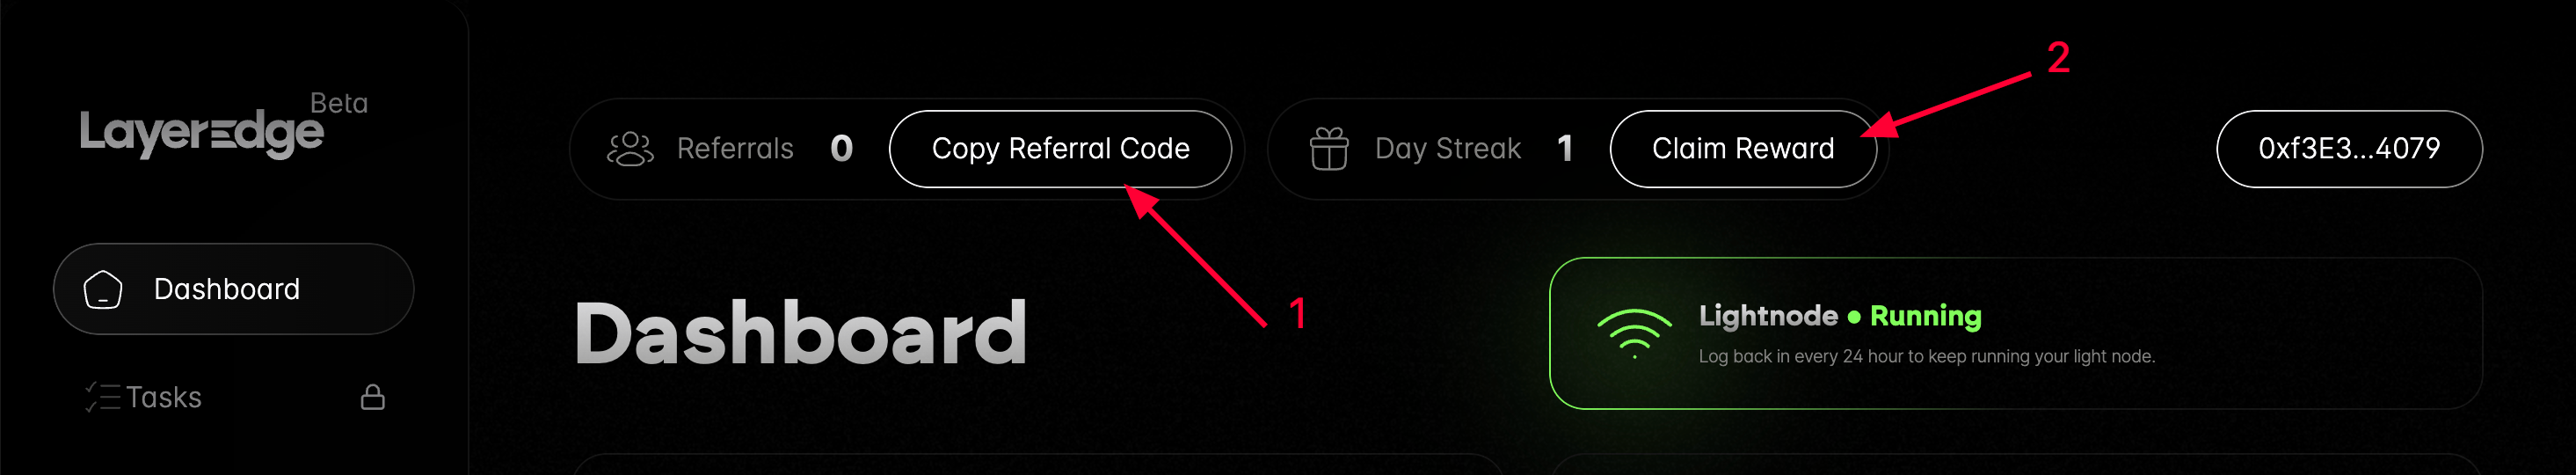 LayerEdge Beta
Dashboard
Tasks
Referrals 0 Copy Referral Code
Day Streak 1 Claim Reward
2
0xf3E3...4079
1
Dashboard
Lightnode • Running
Log back in every 24 hour to keep running your light node.